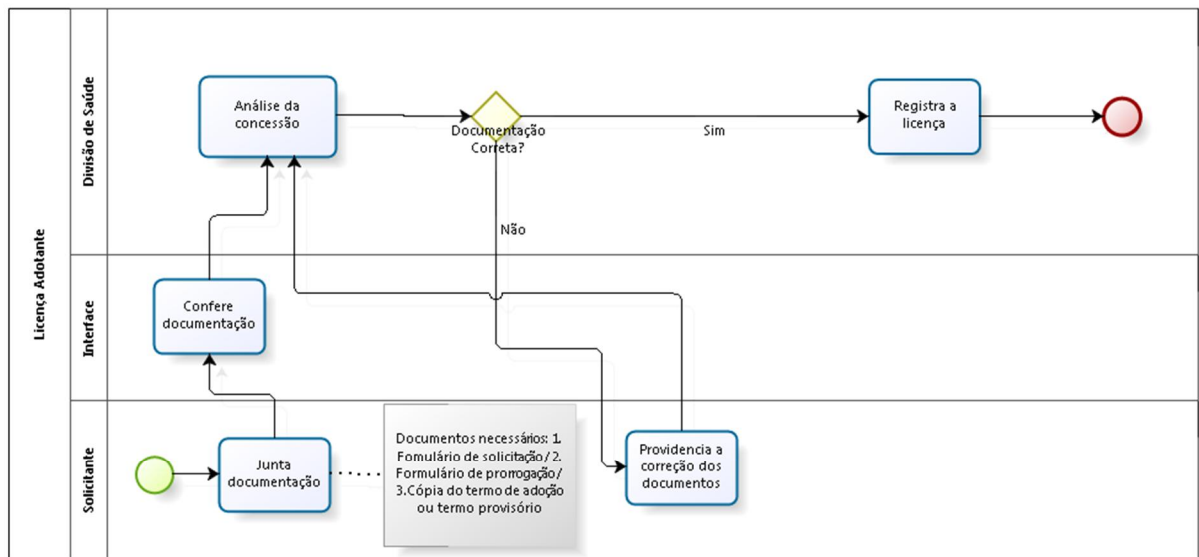 Licença Adotante
Divisão de Saúde
Análise da
concessão
Documentação
Correta?
Sim
Não
Registra a
licença
Interface
Confere
documentação
Solicitante
Junta
documentação
Documentos necessários: 1.
Fomulário de solicitação/2.
Formulário de prorrogação/
3.Cópia do termo de adoção
ou termo provisório
Providencia a
correção dos
documentos